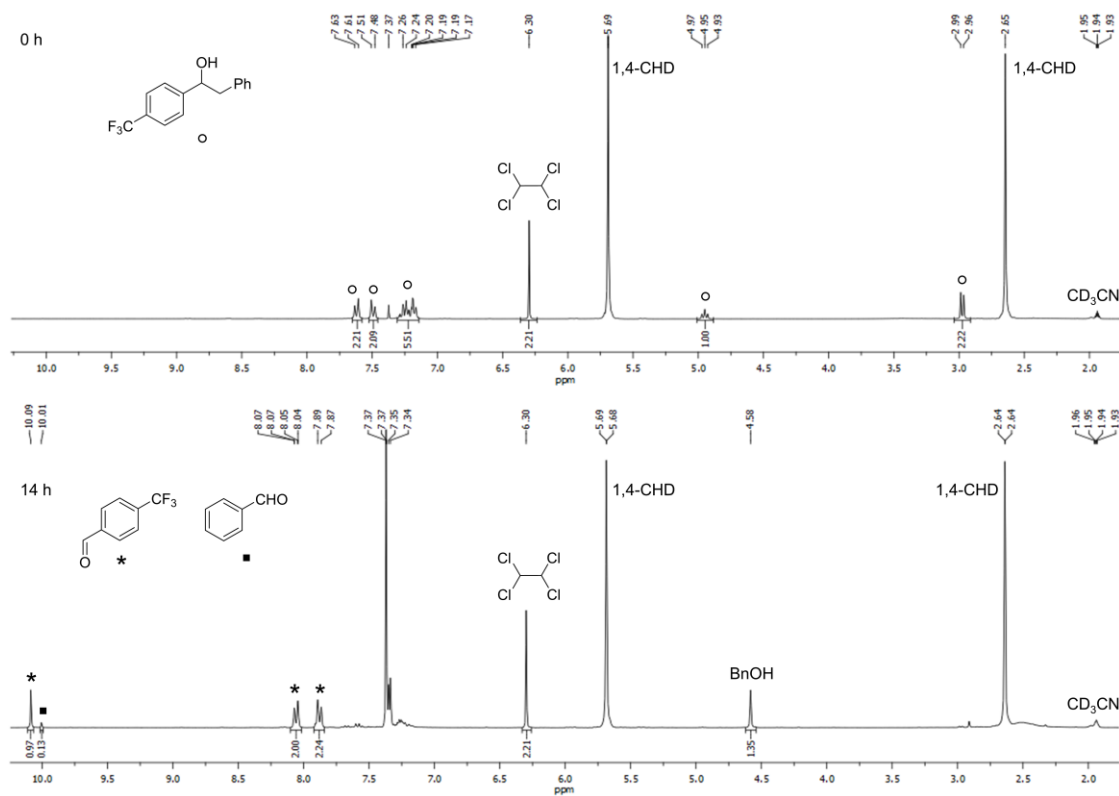 7.63 7.61 7.51 7.48 7.37 7.26 7.24 7.20 7.19 7.19 7.17 6.30 5.69 4.97 4.95 4.93 2.99 2.96 2.65 1.95 1.94 1.93
0 h
OH
Ph
F3C
1,4-CHD
1,4-CHD
Cl Cl
Cl Cl
CD3CN
2.21 2.09 5.51 2.21 1.00 2.22
10.0 9.5 9.0 8.5 8.0 7.5 7.0 6.5 6.0 5.5 5.0 4.5 4.0 3.5 3.0 2.5 2.0
ppm
10.09 10.01 8.07 8.07 8.05 8.04 7.89 7.87 7.37 7.37 7.35 7.34 6.30 5.69 5.68 4.58 2.64 2.64 1.96 1.95 1.94 1.93
14 h
CF3
CHO
O
*
1,4-CHD
1,4-CHD
Cl Cl
Cl Cl
BnOH
* * *
CD3CN
0.97 0.13 2.00 2.24 2.21 1.35
10.0 9.5 9.0 8.5 8.0 7.5 7.0 6.5 6.0 5.5 5.0 4.5 4.0 3.5 3.0 2.5 2.0
ppm